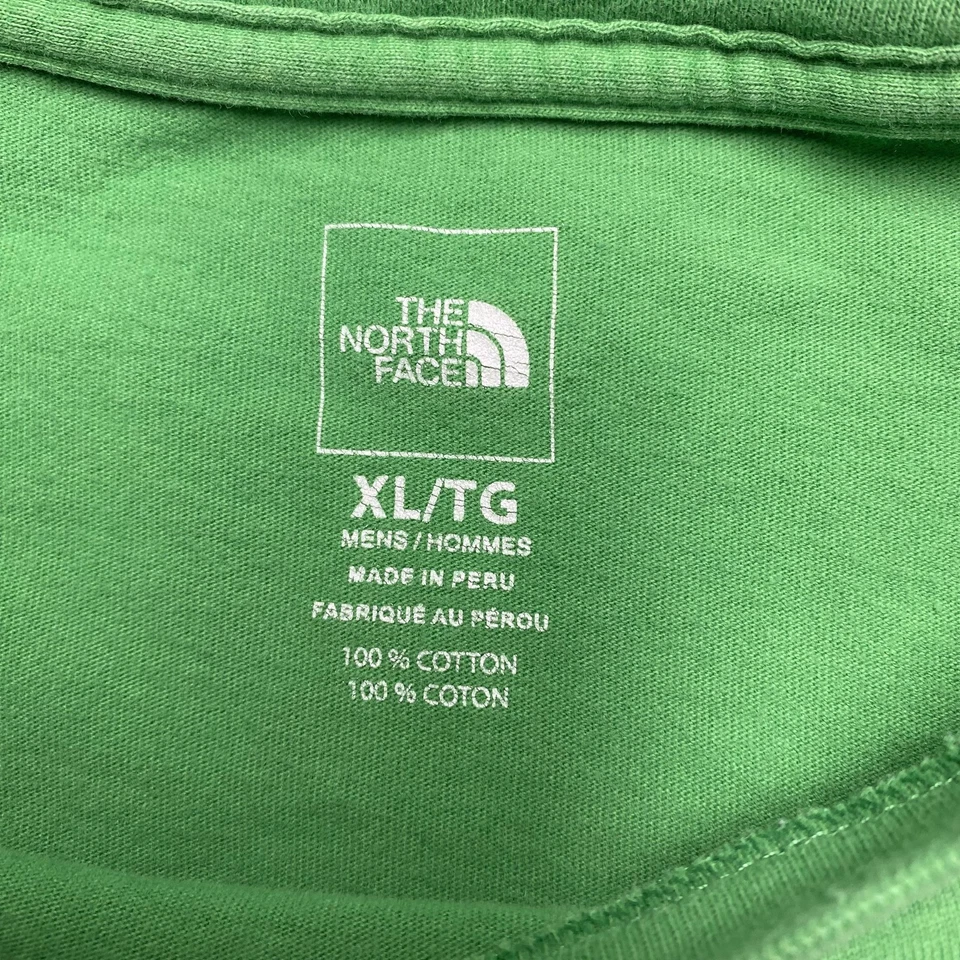 THE
NORTH
FACE
XL/TG
MENS / HOMMES
MADE IN PERU
FABRIQUÉ AU PÉROU
100 % COTTON
100 % COTON